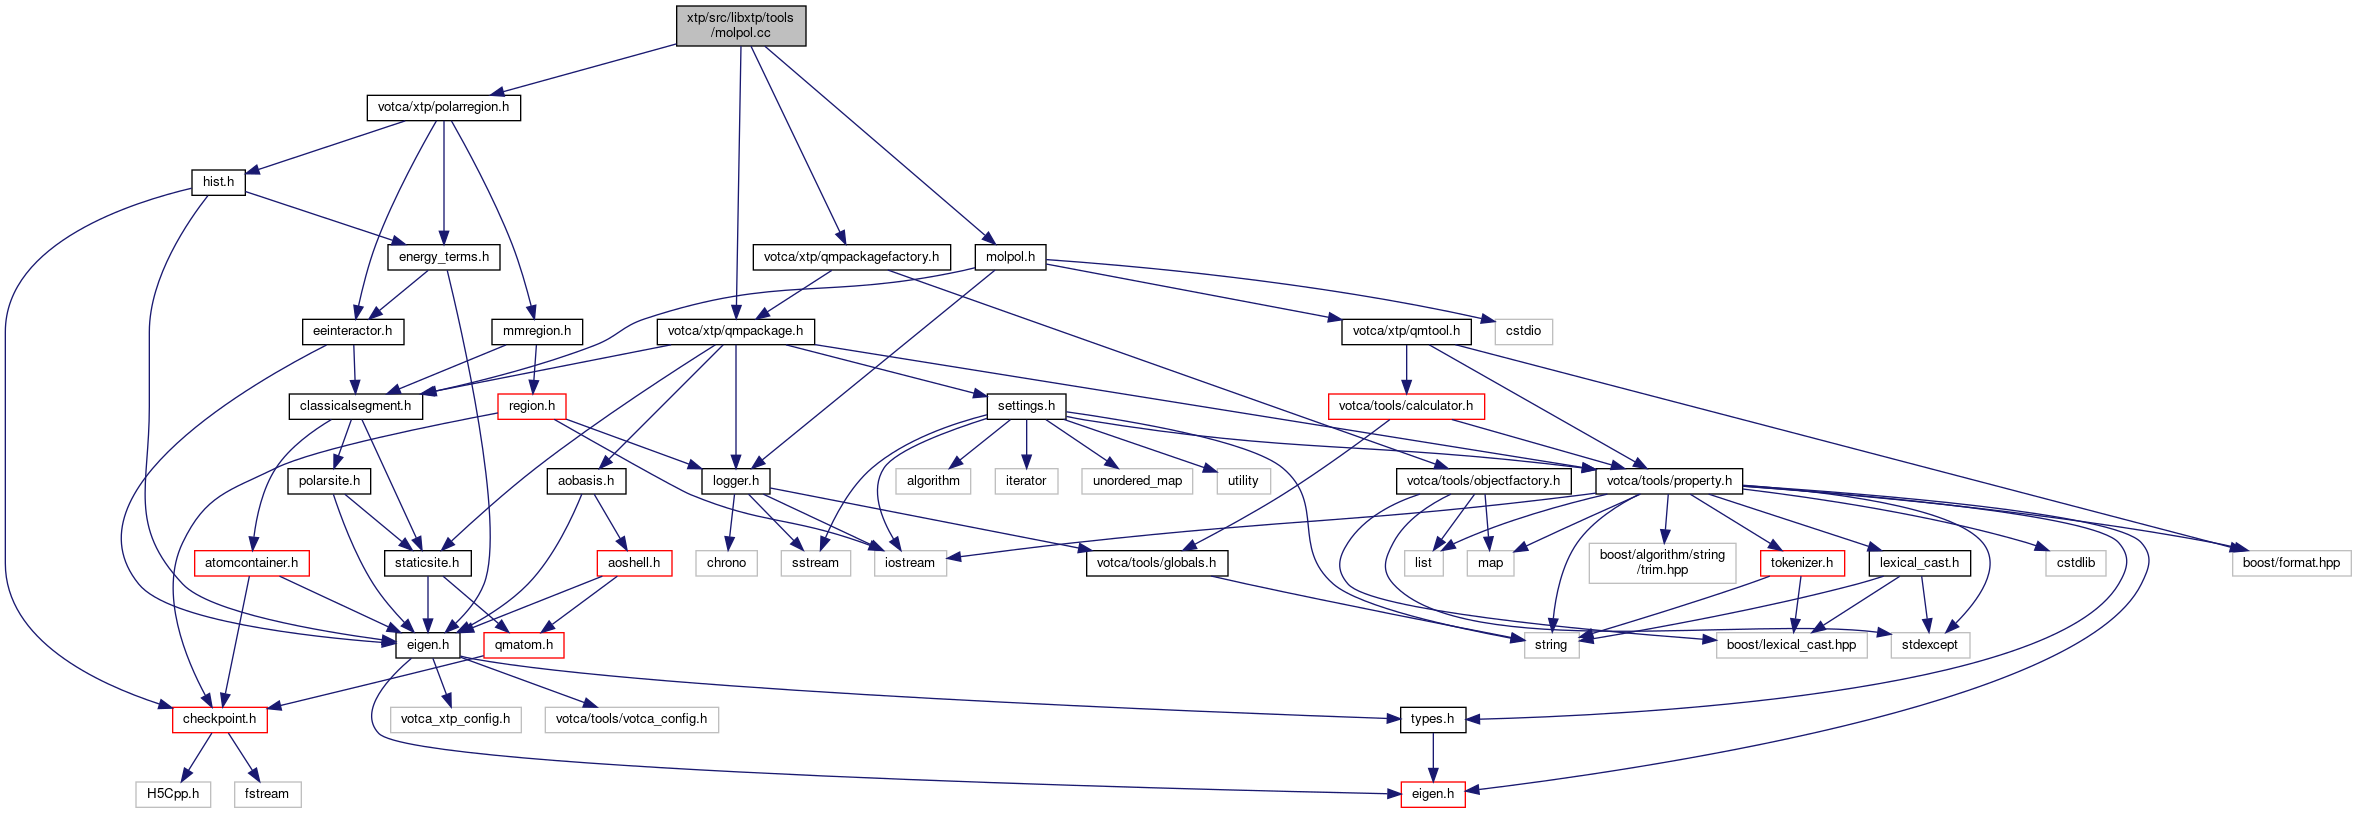 xtp/src/libxtp/tools
/molpol.cc
votca/xtp/polarregion.h
hist.h
energy_terms.h
votca/xtp/qmpackagefactory.h
molpol.h
eeinteractor.h
mmregion.h
votca/xtp/qmpackage.h
votca/xtp/qmtool.h
cstdio
classicalsegment.h
region.h
settings.h
votca/tools/calculator.h
polarsite.h
aobasis.h
logger.h
algorithm
iterator
unordered_map
utility
votca/tools/objectfactory.h
votca/tools/property.h
atomcontainer.h
staticsite.h
aoshell.h
chrono
sstream
iostream
votca/tools/globals.h
list
map
boost/algorithm/string
/trim.hpp
tokenizer.h
lexical_cast.h
cstdlib
boost/format.hpp
eigen.h
qmatom.h
string
boost/lexical_cast.hpp
stdexcept
checkpoint.h
votca_xtp_config.h
votca/tools/votca_config.h
types.h
H5Cpp.h
fstream
eigen.h